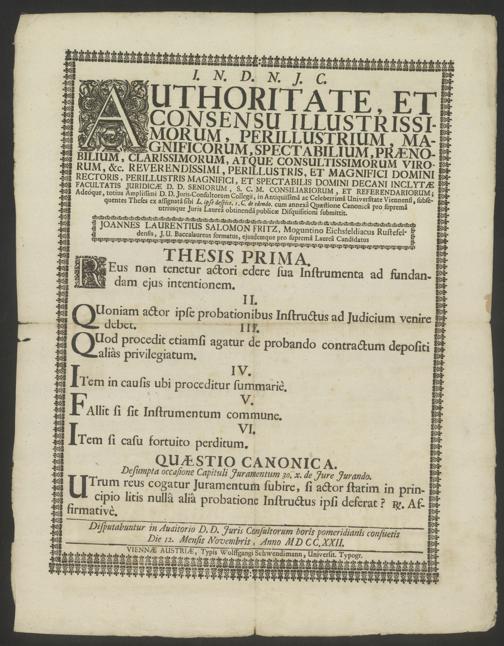 I. N. D. N. J. C.
AUTHORITATE, ET
CONSENSU ILLUSTRISSI-
MORUM, PERILLUSTRIUM, MA-
GNIFICORUM, SPECTABILIUM, PRÆNO-
BILIUM, CLARISSIMORUM, ATQUE CONSULTISSIMORUM VIRO-
RUM, &c. REVERENDISSIMI, PERILLUSTRIS, ET MAGNIFICI DOMINI
RECTORIS, PERILLUSTRIS MAGNIFICI, ET SPECTABILIS DOMINI DECANI INCLYTÆ
FACULTATIS JURIDICÆ D. D. SENIORUM, S. C. M. CONSILIARIORUM, ET REFERENDARIORUM,
Adeóque, totius Amplissimi D. D. Juris-Consultorum Collegii, in Antiquissimâ ac Celeberrimâ Universitate Viennensi, subse-
quentes Theses ex assignatâ sibi L. ipso 1. C. de edendo. cum annexâ Quæstione Canonicâ pro supremâ
utriusque Juris Laureâ obtinendâ publicæ Disquisitioni submittit.
JOANNES LAURENTIUS SALOMON FRITZ, Moguntino Eichsfeldiacus Rustefel-
densis, J.U. Baccalaureus formatus, ejusdemque pro supremâ Laureâ Candidatus
THESIS PRIMA.
REus non tenetur actori edere sua Instrumenta ad fundan-
dam ejus intentionem.
II.
QUoniam actor ipse probationibus Instructus ad Judicium venire
debet.
III.
QUod procedit etiamsi agatur de probando contractum depositi
aliàs privilegiatum.
IV.
ITem in causis ubi proceditur summariè.
V.
FAllit si sit Instrumentum commune.
VI.
ITem si casu fortuito perditum.
QUÆSTIO CANONICA.
Desumpta occasione Capituli Juramentum 30. x. de Jure Jurando.
UTrum reus cogatur Juramentum subire, si actor statim in prin-
cipio litis nullâ aliâ probatione Instructus ipsi deferat? ℞. Af-
firmativè.
Disputabuntur in Auditorio D. D. Juris Consultorum horis pomeridianis consuetis
Die 12. Mensis Novembris, Anno MDCC,XXII.
VIENNÆ AUSTRIÆ, Typis Wolffgangi Schwendimann, Universit. Typogr.